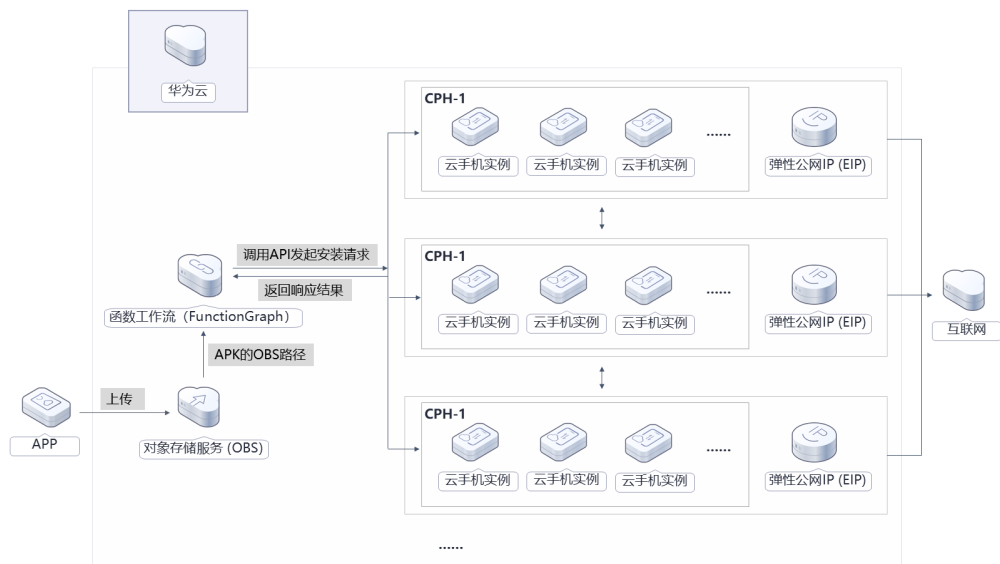 华为云
CPH-1
云手机实例
云手机实例
云手机实例
......
弹性公网IP (EIP)
调用API发起安装请求
返回响应结果
函数工作流（FunctionGraph）
CPH-1
云手机实例
云手机实例
云手机实例
......
弹性公网IP (EIP)
互联网
APK的OBS路径
上传
APP
对象存储服务 (OBS)
CPH-1
云手机实例
云手机实例
云手机实例
......
弹性公网IP (EIP)
......
IP
IP
IP